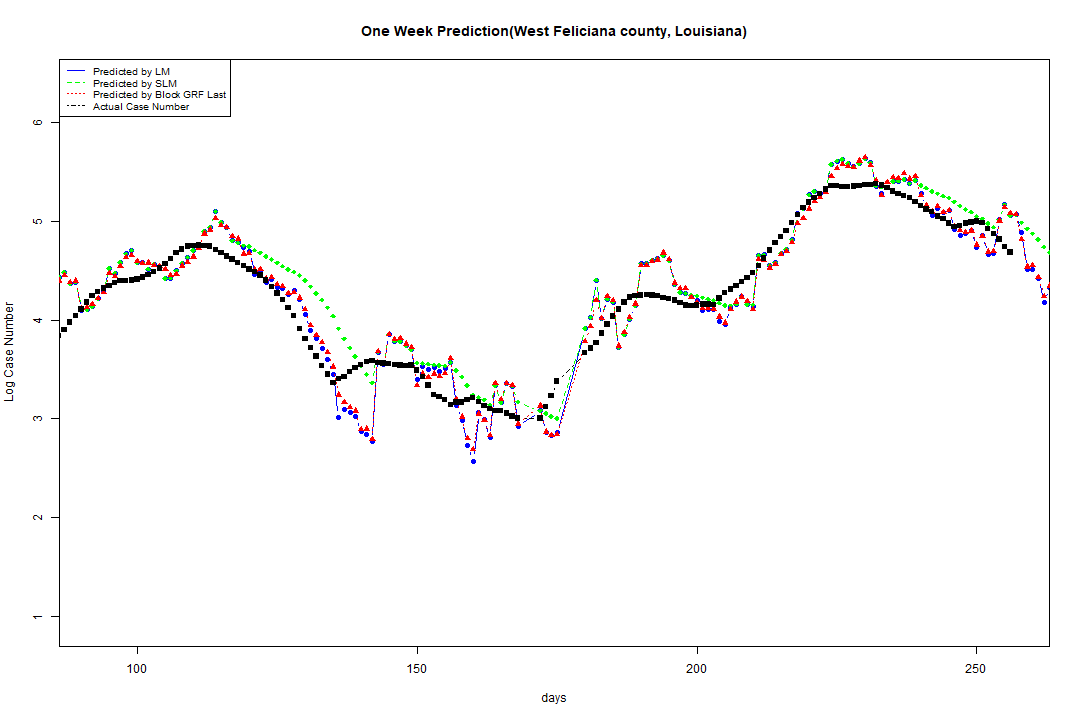 One Week Prediction(West Feliciana county, Louisiana)
Predicted by LM
Predicted by SLM
Predicted by Block GRF Last
Actual Case Number
Log Case Number
6
5
4
3
2
1
100
150
200
250
days